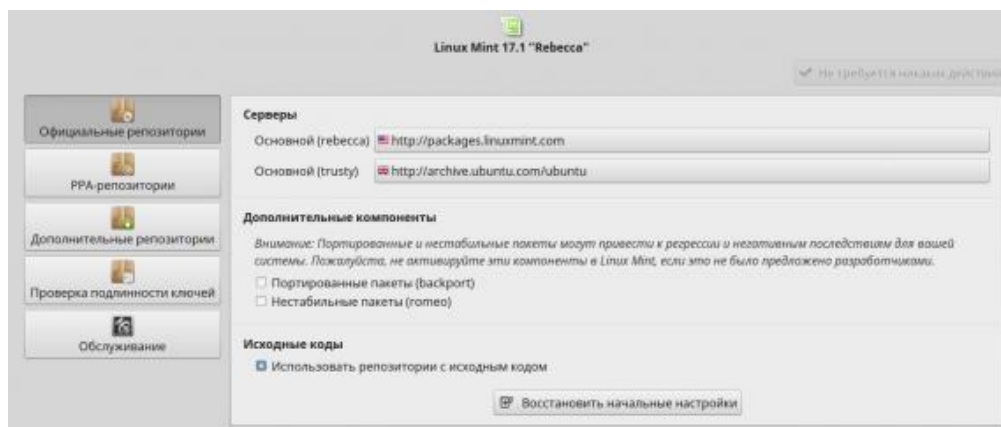 Linux Mint 17.1 "Rebecca"
Не требуется никаких действий
Официальные репозитории
PPA-репозитории
Дополнительные репозитории
Проверка подлинности ключей
Обслуживание
Серверы
Основной (rebecca) http://packages.linuxmint.com
Основной (trusty) http://archive.ubuntu.com/ubuntu
Дополнительные компоненты
Внимание: Портированные и нестабильные пакеты могут привести к регрессии и негативным последствиям для вашей
системы. Пожалуйста, не активируйте эти компоненты в Linux Mint, если это не было предложено разработчиками.
Портированные пакеты (backport)
Нестабильные пакеты (romeo)
Исходные коды
Использовать репозитории с исходным кодом
Восстановить начальные настройки